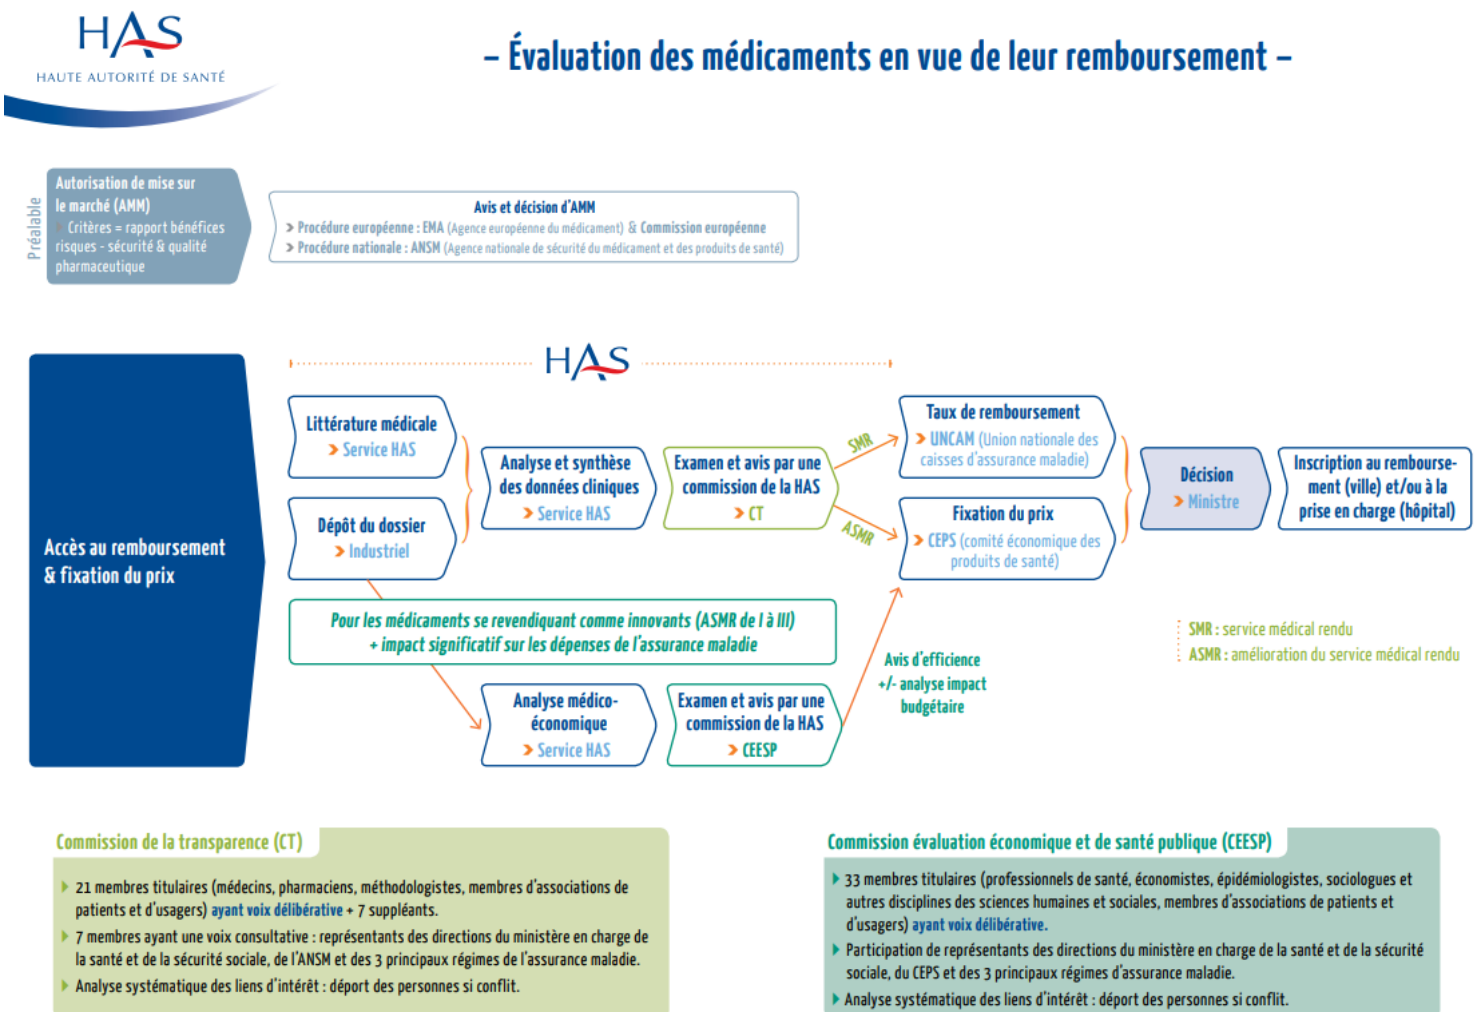 HAS
HAUTE AUTORITÉ DE SANTÉ
– Évaluation des médicaments en vue de leur remboursement –
Préalable
Autorisation de mise sur
le marché (AMM)
Critères = rapport bénéfices
risques - sécurité & qualité
pharmaceutique
Avis et décision d'AMM
Procédure européenne : EMA (Agence européenne du médicament) & Commission européenne
Procédure nationale : ANSM (Agence nationale de sécurité du médicament et des produits de santé)
HAS
Accès au remboursement
& fixation du prix
Littérature médicale
Service HAS
Dépôt du dossier
Industriel
Analyse et synthèse
des données cliniques
Service HAS
Examen et avis par une
commission de la HAS
CT
SMR
ASMR
Taux de remboursement
UNCAM (Union nationale des
caisses d'assurance maladie)
Fixation du prix
CEPS (comité économique des
produits de santé)
Décision
Ministre
Inscription au rembourse-
ment (ville) et/ou à la
prise en charge (hôpital)
Pour les médicaments se revendiquant comme innovants (ASMR de I à III)
+ impact significatif sur les dépenses de l'assurance maladie
Analyse médico-
économique
Service HAS
Examen et avis par une
commission de la HAS
CEESP
Avis d'efficience
+/- analyse impact
budgétaire
SMR : service médical rendu
ASMR : amélioration du service médical rendu
Commission de la transparence (CT)
21 membres titulaires (médecins, pharmaciens, méthodologistes, membres d'associations de
patients et d'usagers) ayant voix délibérative + 7 suppléants.
7 membres ayant une voix consultative : représentants des directions du ministère en charge de
la santé et de la sécurité sociale, de l'ANSM et des 3 principaux régimes de l'assurance maladie.
Analyse systématique des liens d'intérêt : déport des personnes si conflit.
Commission évaluation économique et de santé publique (CEESP)
33 membres titulaires (professionnels de santé, économistes, épidémiologistes, sociologues et
autres disciplines des sciences humaines et sociales, membres d'associations de patients et
d'usagers) ayant voix délibérative.
Participation de représentants des directions du ministère en charge de la santé et de la sécurité
sociale, du CEPS et des 3 principaux régimes d'assurance maladie.
Analyse systématique des liens d'intérêt : déport des personnes si conflit.